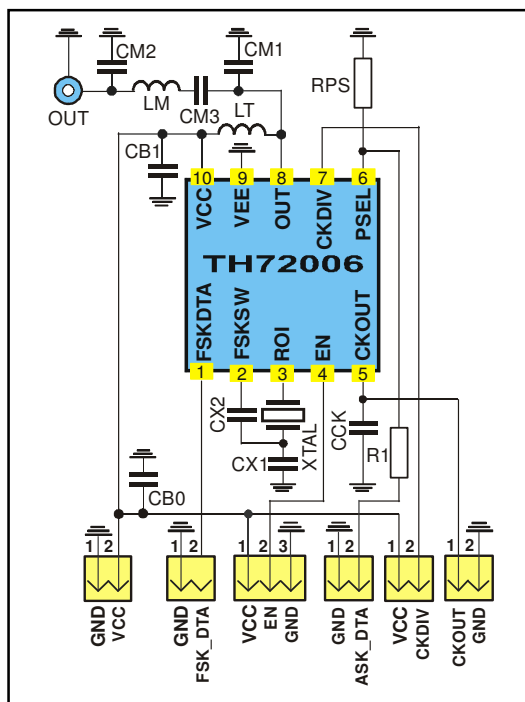 CM2
CM1
OUT
LM
CM3
LT
RPS
CB1
10 9 8 7 6
VCC VEE OUT CKDIV PSEL
TH72006
FSKDTA FSKSW ROI EN CKOUT
1 2 3 4 5
CX2
CX1
XTAL
CCK
R1
CB0
1 2 1 2 1 2 3 1 2 1 2 1 2
GND VCC GND FSK_DTA VCC EN GND GND ASK_DTA VCC CKDIV CKOUT GND